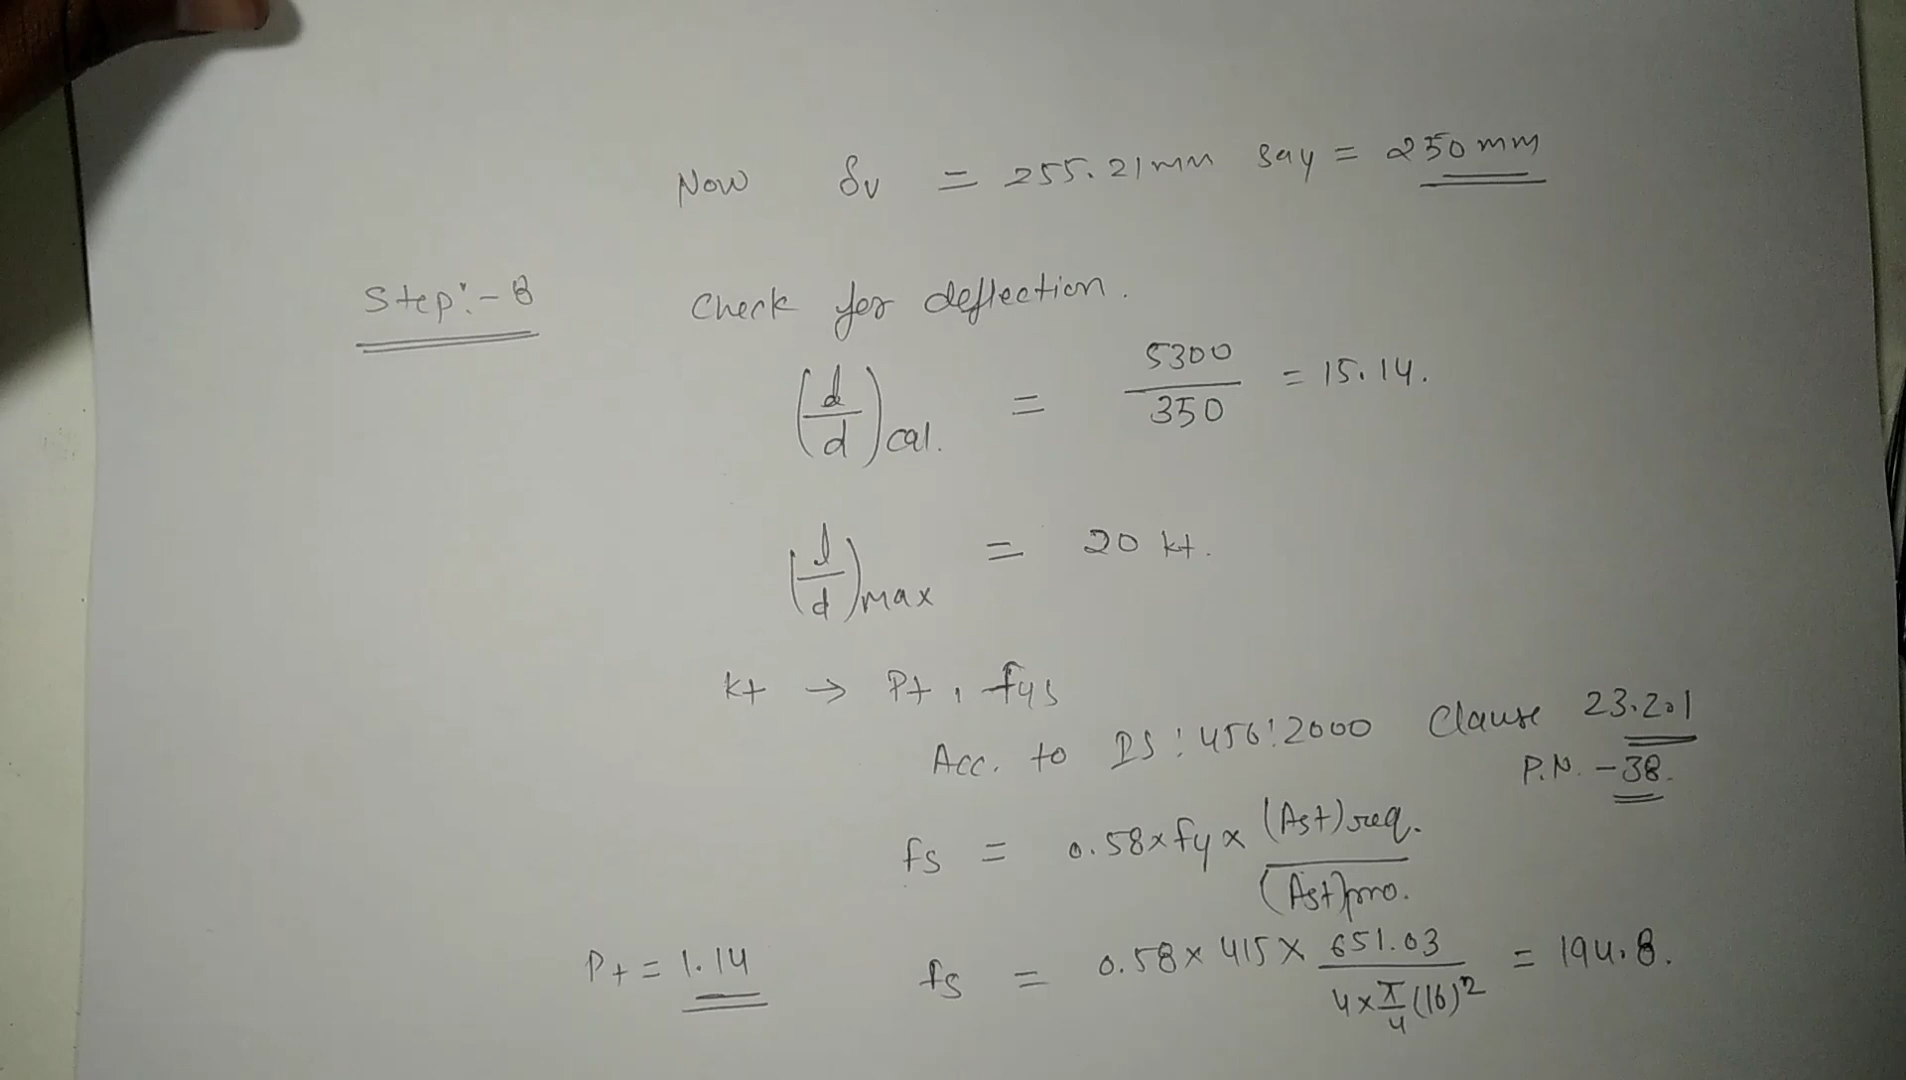 Now Sv = 255.21mm say = 250mm
Step:-8 Check for deflection.
(l/d)cal. = 5300/350 = 15.14.
(l/d)max = 20 kt.
kt → Pt, fys
Acc. to IS:456:2000 Clause 23.2.1
P.N. - 38.
fs = 0.58×fy× (Ast)req./(Ast)pro.
Pt = 1.14 fs = 0.58×415× 651.03/4×π/4(16)² = 194.8.